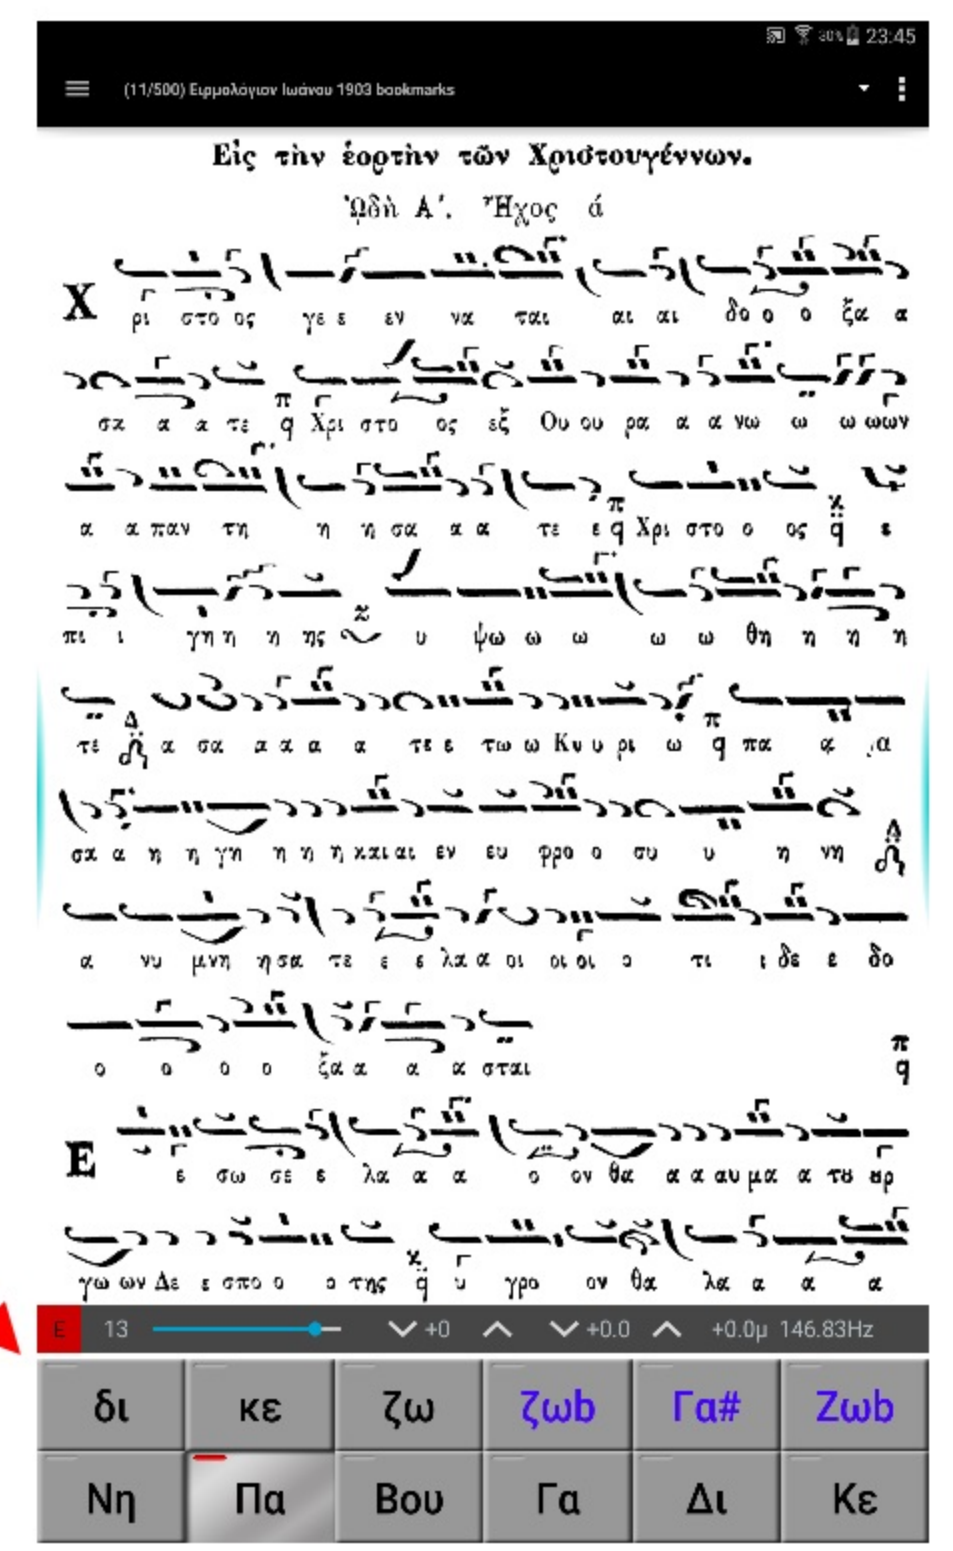 30% 23:45
(11/500) Ειρμολόγιον Ιωάνου 1903 bookmarks
Εἰς τὴν ἑορτὴν τῶν Χριστουγέννων.
ᾨδὴ Α΄. Ἦχος ά
Χ ρι στο ος γε ε εν να ται αι αι δο ο ο ξα α
σα α α τε π q Χρι στο ος εξ Ου ου ρα α α νω ω ω ωων
α α παν τη η η σα α α τε ε π q Χρι στο ο ος κ q ε
πι ι γη η η ης ζ υ ψω ω ω ω ω θη η η η
τε Δ α σα α α α α τε ε τω ω Κυ υ ρι ω π q πα α α
σα α η η γη η η η και αι εν ευ φρο ο συ υ η νη Δ
α νυ μνη η σα τε ε ε λα α οι οι οι ο τι ι δε ε δο
ο ο ο ο ξα α α α σται π q
Ε ε σω σε ε λα α α ο ον θα α α αυ μα α τȣ ȣρ
γω ων Δε ε σπο ο ο της κ q υ γρο ον θα λα α α α
E 13 +0 +0.0 +0.0μ 146.83Hz
δι κε ζω ζωb Γα# Ζωb
Νη Πα Βου Γα Δι Κε